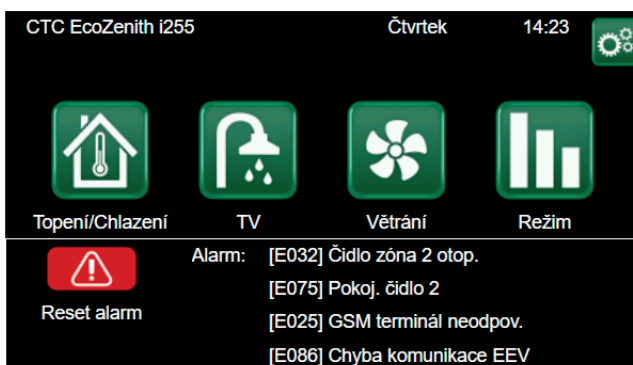 CTC EcoZenith i255 Čtvrtek 14:23
Topení/Chlazení TV Větrání Režim
Alarm: [E032] Čidlo zóna 2 otop.
[E075] Pokoj. čidlo 2
Reset alarm
[E025] GSM terminál neodpov.
[E086] Chyba komunikace EEV